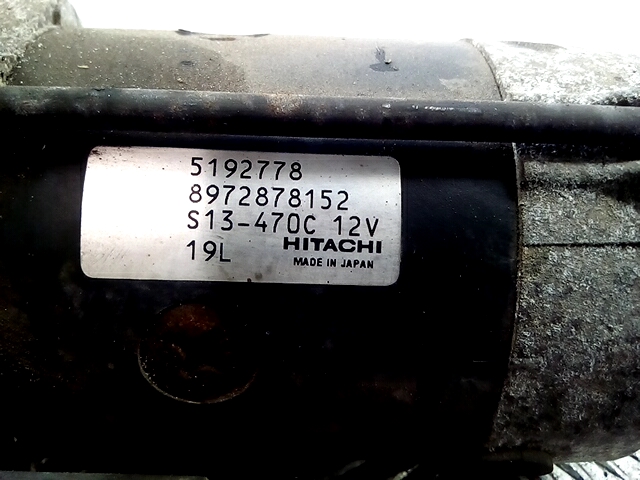 5192778
8972878152
S13-470C 12V
19L HITACHI
MADE IN JAPAN